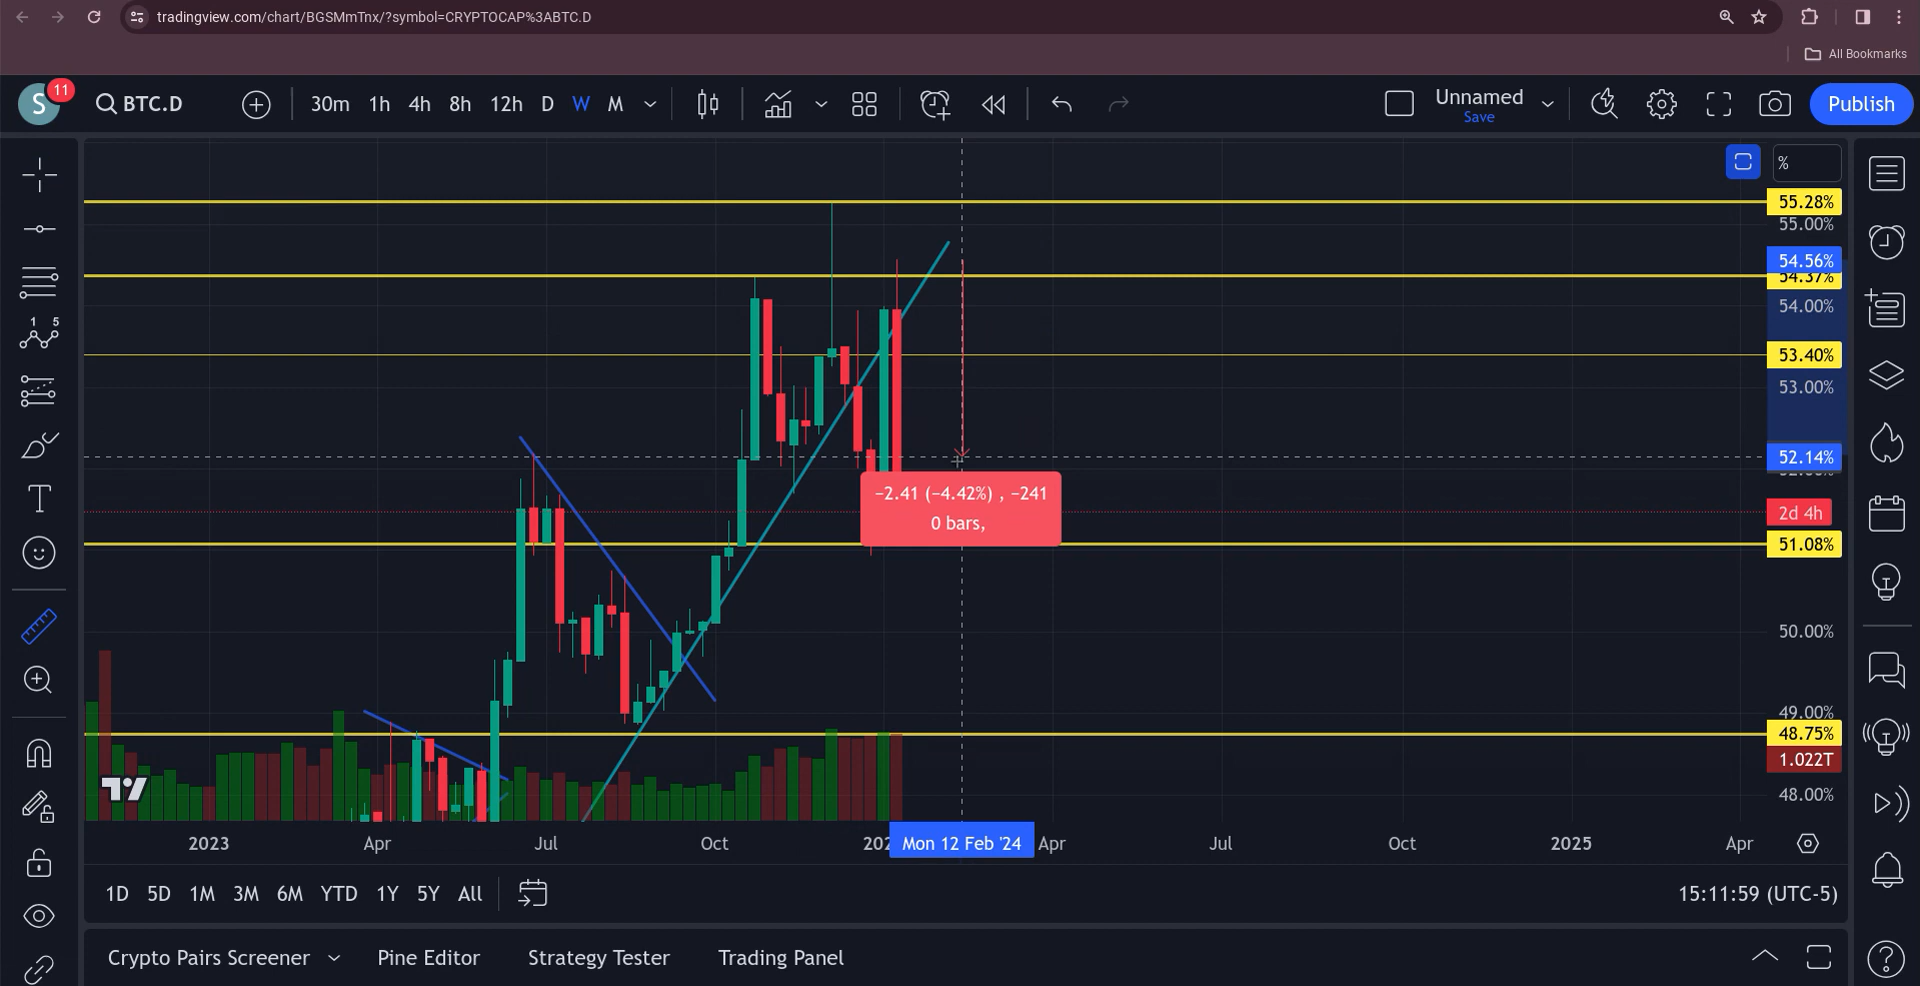 tradingview.com/chart/BGSMmTnx/?symbol=CRYPTOCAP%3ABTC.D
All Bookmarks
S 11 BTC.D 30m 1h 4h 8h 12h D W M Unnamed Save Publish
%
55.28%
55.00%
54.56%
54.37%
54.00%
53.40%
53.00%
52.14%
−2.41 (−4.42%) , −241
0 bars,
2d 4h
51.08%
50.00%
49.00%
48.75%
1.022T
48.00%
1 5
T
2023 Apr Jul Oct Mon 12 Feb '24 Apr Jul Oct 2025 Apr
1D 5D 1M 3M 6M YTD 1Y 5Y All 15:11:59 (UTC-5)
Crypto Pairs Screener Pine Editor Strategy Tester Trading Panel